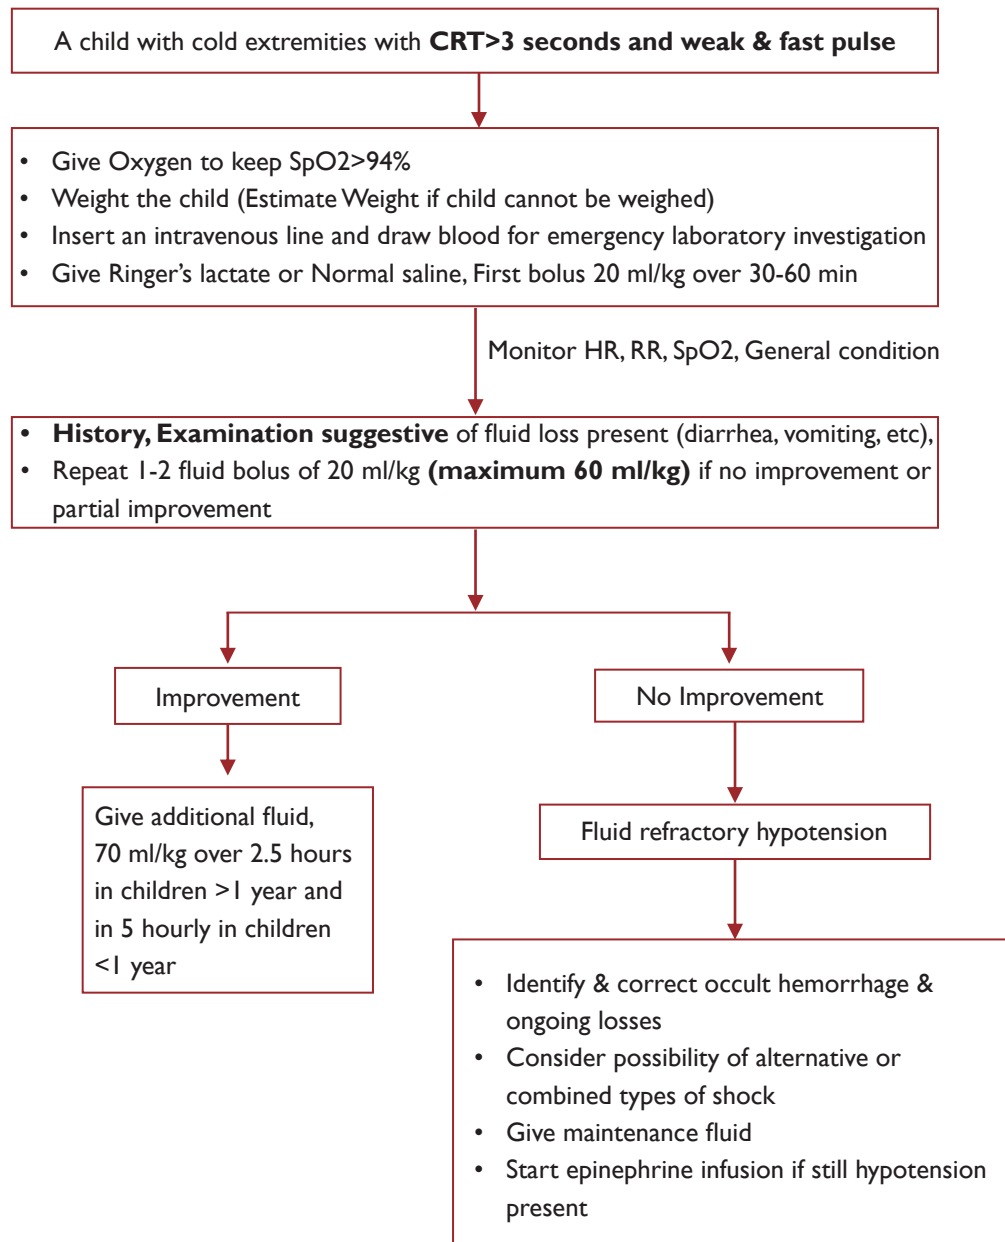 A child with cold extremities with CRT>3 seconds and weak & fast pulse
• Give Oxygen to keep SpO2>94%
• Weight the child (Estimate Weight if child cannot be weighed)
• Insert an intravenous line and draw blood for emergency laboratory investigation
• Give Ringer's lactate or Normal saline, First bolus 20 ml/kg over 30-60 min
Monitor HR, RR, SpO2, General condition
• History, Examination suggestive of fluid loss present (diarrhea, vomiting, etc),
• Repeat 1-2 fluid bolus of 20 ml/kg (maximum 60 ml/kg) if no improvement or
partial improvement
Improvement
No Improvement
Give additional fluid,
70 ml/kg over 2.5 hours
in children >1 year and
in 5 hourly in children
<1 year
Fluid refractory hypotension
• Identify & correct occult hemorrhage &
ongoing losses
• Consider possibility of alternative or
combined types of shock
• Give maintenance fluid
• Start epinephrine infusion if still hypotension
present